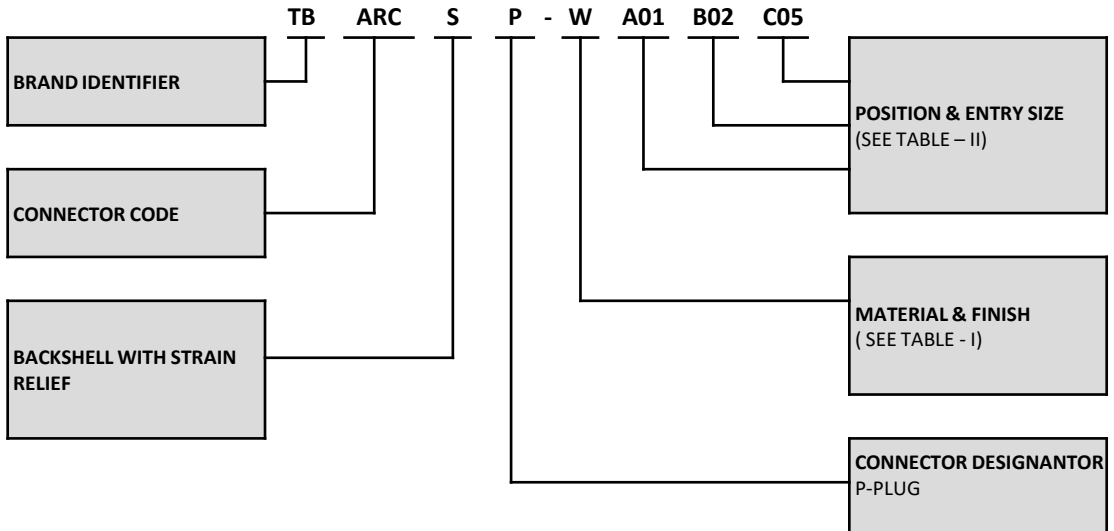 TB ARC S P - W A01 B02 C05
BRAND IDENTIFIER
CONNECTOR CODE
BACKSHELL WITH STRAIN
RELIEF
POSITION & ENTRY SIZE
(SEE TABLE – II)
MATERIAL & FINISH
( SEE TABLE - I)
CONNECTOR DESIGNANTOR
P-PLUG